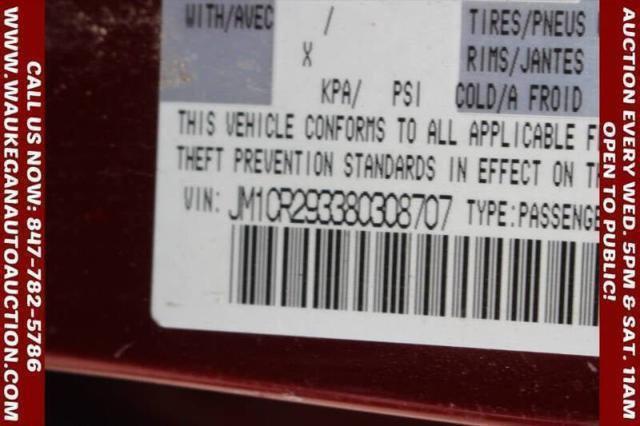 WWW.WAUKEGANAUTOAUCTION.COM
CALL US NOW: 847-782-5786
WITH/AVEC /
TIRES/PNEUS
X
RIMS/JANTES
KPA/ PSI COLD/A FROID
THIS VEHICLE CONFORMS TO ALL APPLICABLE
THEFT PREVENTION STANDARDS IN EFFECT ON
VIN: JM1CR293380308707 TYPE:PASSENGE
AUCTION EVERY WED. 5PM & SAT. 11AM
OPEN TO PUBLIC!